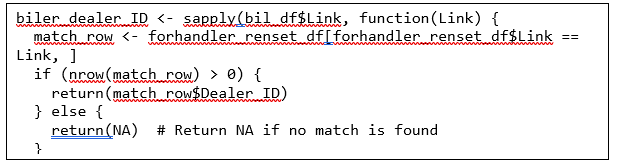 biler_dealer_ID <- sapply(bil_df$Link, function(Link) {
  match_row <- forhandler_renset_df[forhandler_renset_df$Link ==
Link, ]
  if (nrow(match_row) > 0) {
    return(match_row$Dealer_ID)
  } else {
    return(NA)  # Return NA if no match is found
  }